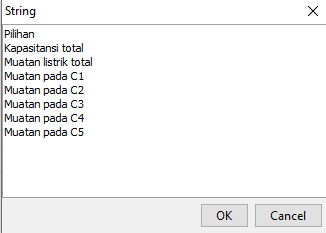 String
Pilihan
Kapasitansi total
Muatan listrik total
Muatan pada C1
Muatan pada C2
Muatan pada C3
Muatan pada C4
Muatan pada C5
OK Cancel